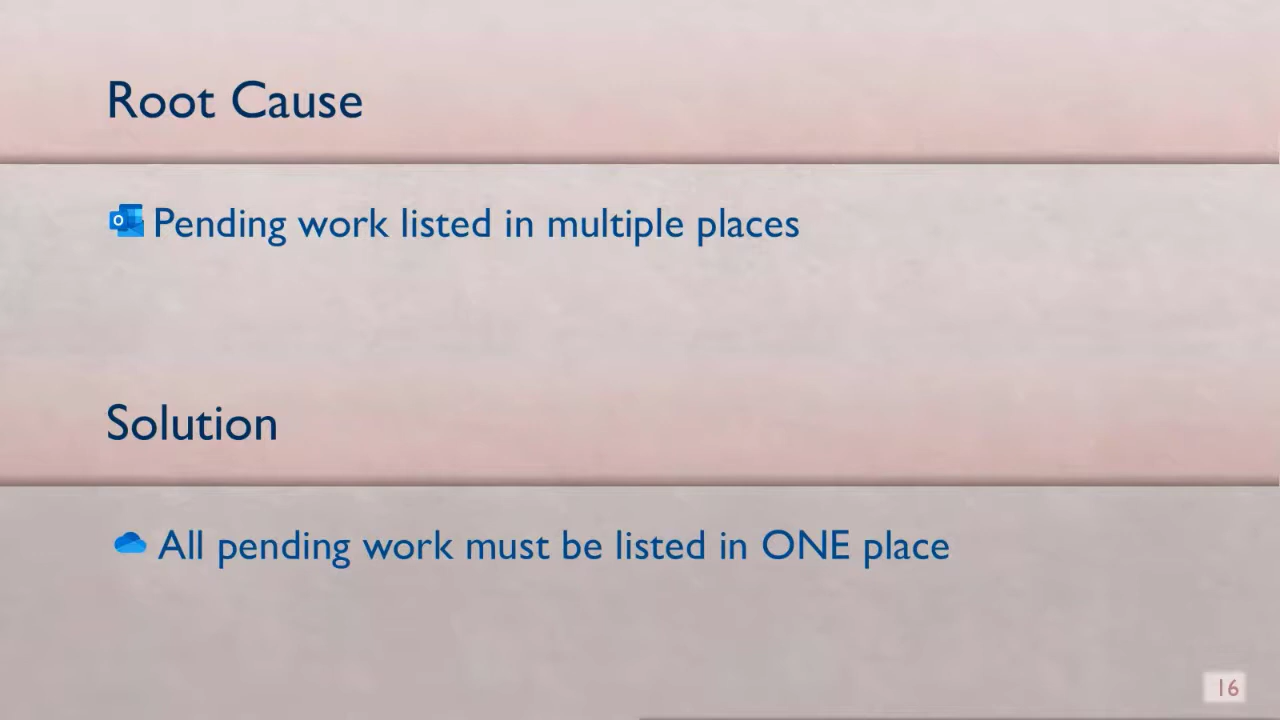 Root Cause
Pending work listed in multiple places
Solution
All pending work must be listed in ONE place
16